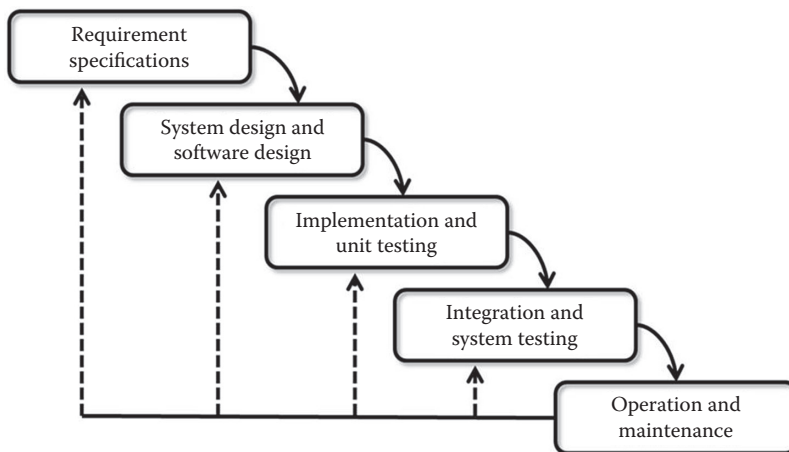 Requirement
specifications
System design and
software design
Implementation and
unit testing
Integration and
system testing
Operation and
maintenance